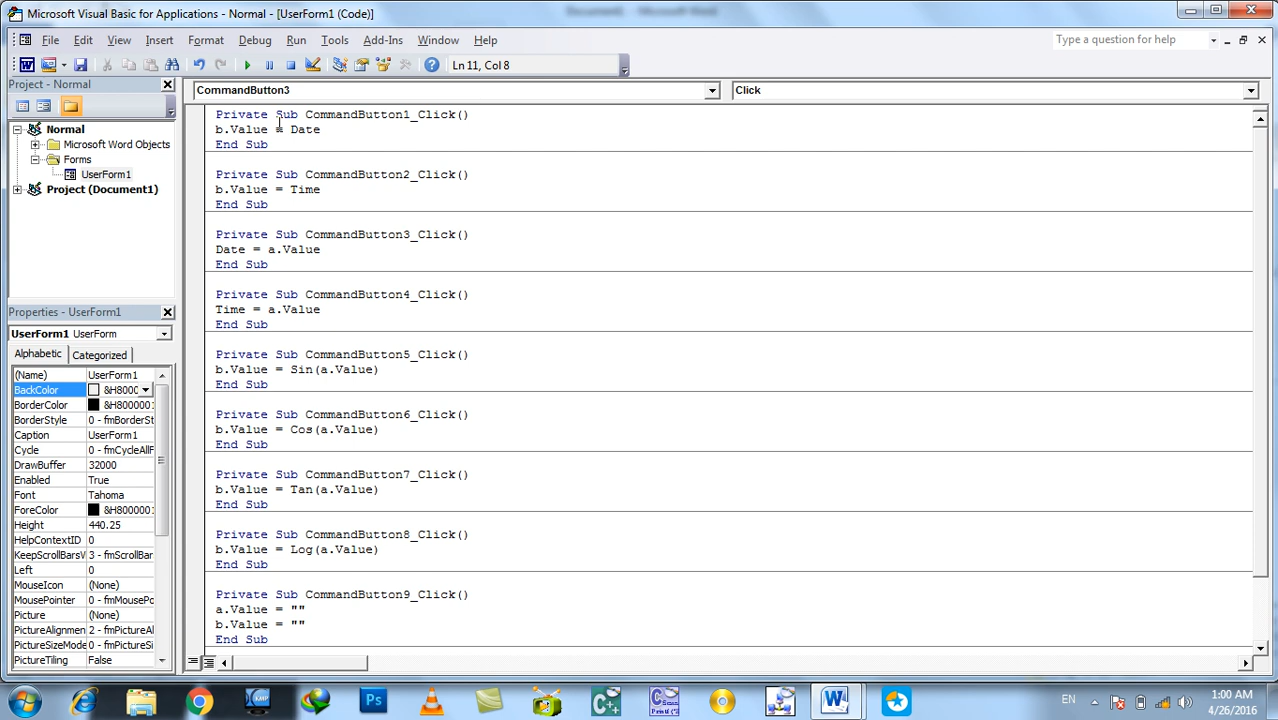 Microsoft Visual Basic for Applications - Normal - [UserForm1 (Code)]
File Edit View Insert Format Debug Run Tools Add-Ins Window Help
Type a question for help
Ln 11, Col 8
Project - Normal
Normal
Microsoft Word Objects
Forms
UserForm1
Project (Document1)
Properties - UserForm1
UserForm1 UserForm
Alphabetic Categorized
(Name) UserForm1
BackColor &H8000
BorderColor &H800000
BorderStyle 0 - fmBorderSt
Caption UserForm1
Cycle 0 - fmCycleAllF
DrawBuffer 32000
Enabled True
Font Tahoma
ForeColor &H800000
Height 440.25
HelpContextID 0
KeepScrollBarsV 3 - fmScrollBar
Left 0
MouseIcon (None)
MousePointer 0 - fmMousePo
Picture (None)
PictureAlignmen 2 - fmPictureAl
PictureSizeMode 0 - fmPictureSi
PictureTiling False
CommandButton3
Click
Private Sub CommandButton1_Click()
b.Value = Date
End Sub
Private Sub CommandButton2_Click()
b.Value = Time
End Sub
Private Sub CommandButton3_Click()
Date = a.Value
End Sub
Private Sub CommandButton4_Click()
Time = a.Value
End Sub
Private Sub CommandButton5_Click()
b.Value = Sin(a.Value)
End Sub
Private Sub CommandButton6_Click()
b.Value = Cos(a.Value)
End Sub
Private Sub CommandButton7_Click()
b.Value = Tan(a.Value)
End Sub
Private Sub CommandButton8_Click()
b.Value = Log(a.Value)
End Sub
Private Sub CommandButton9_Click()
a.Value = ""
b.Value = ""
End Sub
EN
1:00 AM
4/26/2016